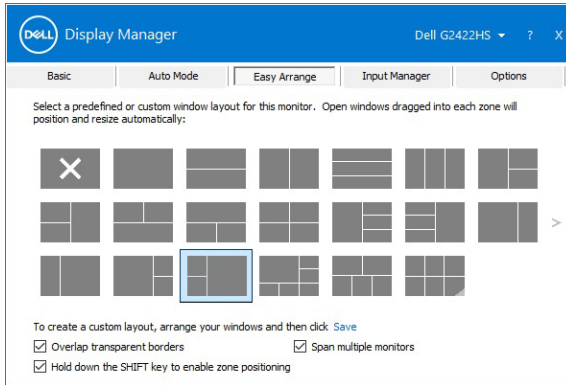 DELL Display Manager Dell G2422HS ? X
Basic Auto Mode Easy Arrange Input Manager Options
Select a predefined or custom window layout for this monitor. Open windows dragged into each zone will
position and resize automatically:
>
To create a custom layout, arrange your windows and then click Save
Overlap transparent borders Span multiple monitors
Hold down the SHIFT key to enable zone positioning